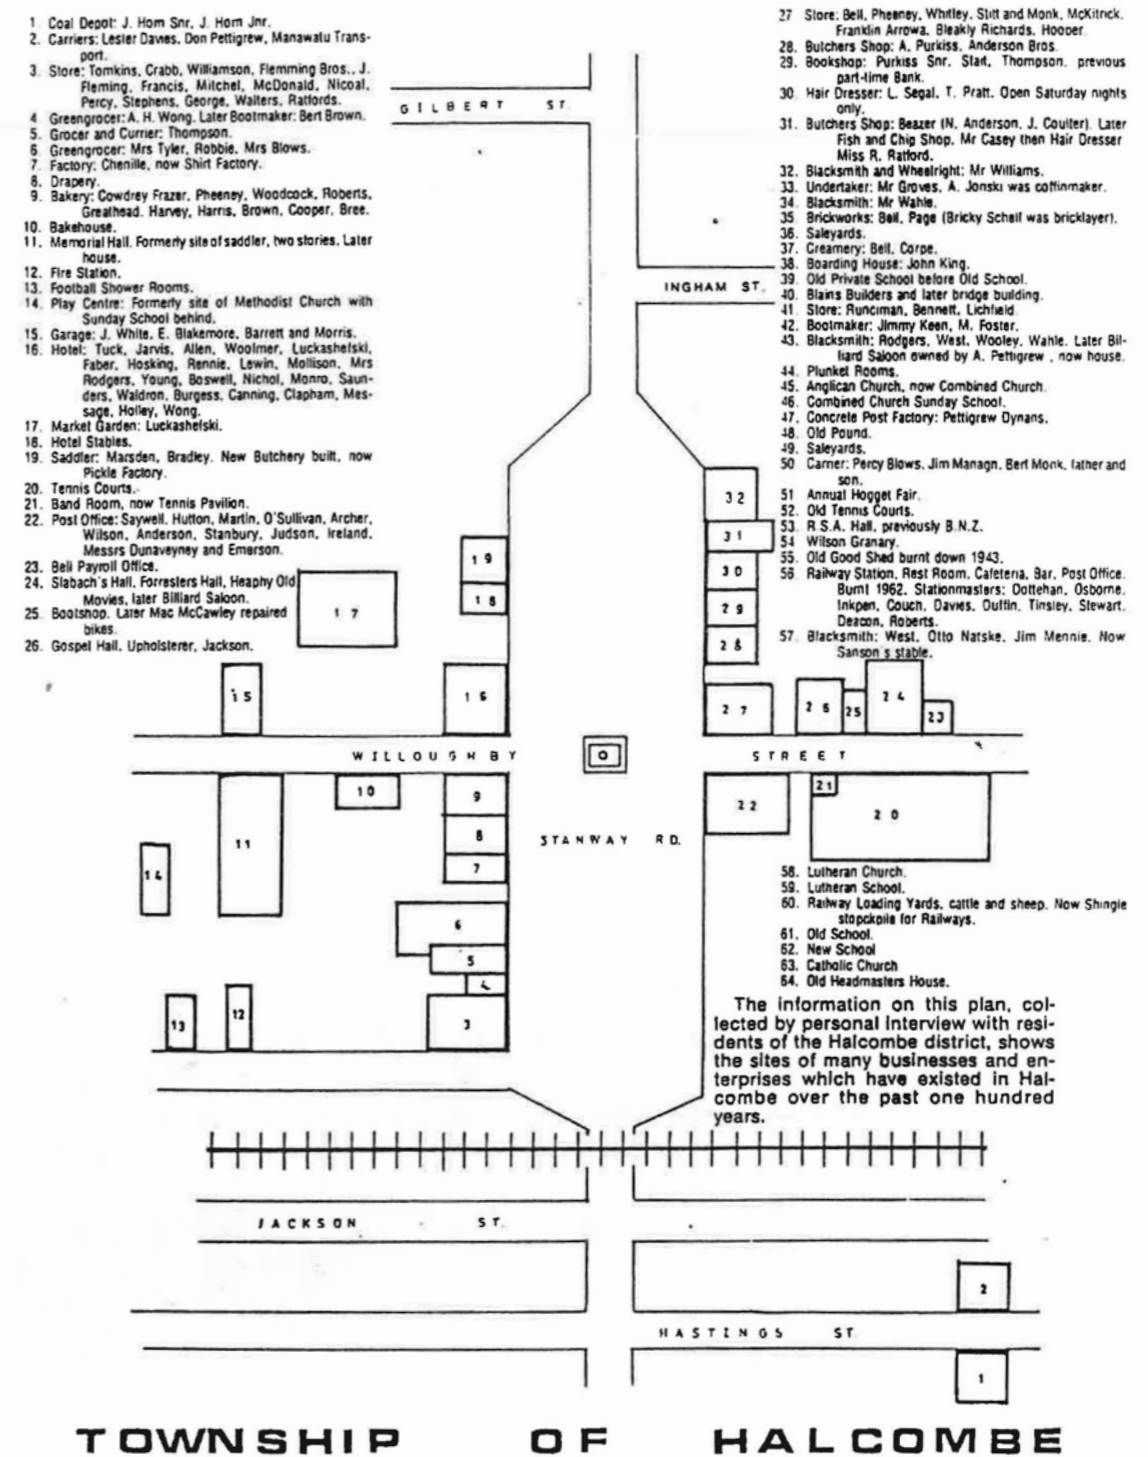 1 Coal Depot: J. Horn Snr, J. Horn Jnr.
2. Carriers: Lester Davies, Don Pettigrew, Manawatu Trans-
port.
3. Store: Tomkins, Crabb, Williamson, Flemming Bros., J.
Fleming, Francis, Mitchel, McDonald, Nicoal,
Percy, Stephens, George, Walters, Ratfords.
4 Greengrocer: A. H. Wong. Later Bootmaker: Bert Brown.
5. Grocer and Currier: Thompson.
6 Greengrocer: Mrs Tyler, Robbie, Mrs Blows.
7. Factory: Chenille, now Shirt Factory.
8. Drapery.
9. Bakery: Cowdrey Frazer, Pheeney, Woodcock, Roberts,
Greathead, Harvey, Harris, Brown, Cooper, Bree.
10. Bakehouse.
11. Memorial Hall. Formerly site of saddler, two stories. Later
house.
12. Fire Station.
13. Football Shower Rooms.
14. Play Centre: Formerly site of Methodist Church with
Sunday School behind.
15. Garage: J. White, E. Blakemore, Barrett and Morris.
16. Hotel: Tuck, Jarvis, Allen, Woolmer, Luckashefski,
Faber, Hosking, Rennie, Lewin, Mollison, Mrs
Rodgers, Young, Boswell, Nichol, Monro, Saun-
ders, Waldron, Burgess, Canning, Clapham, Mes-
sage, Holley, Wong.
17. Market Garden: Luckashefski.
18. Hotel Stables.
19. Saddler: Marsden, Bradley. New Butchery built, now
Pickle Factory.
20. Tennis Courts.
21. Band Room, now Tennis Pavilion.
22. Post Office: Saywell, Hutton, Martin, O'Sullivan, Archer,
Wilson, Anderson, Stanbury, Judson, Ireland,
Messrs Dunaveyney and Emerson.
23. Bell Payroll Office.
24. Slabach's Hall, Forresters Hall, Heaphy Old
Movies, later Billiard Saloon.
25. Bootshop. Later Mac McCawley repaired
bikes.
26. Gospel Hall, Upholsterer, Jackson.
27 Store: Bell, Pheeney, Whitley, Stitt and Monk, McKitrick,
Franklin Arrowa, Bleakly Richards, Hooper
28. Butchers Shop: A. Purkiss, Anderson Bros.
29. Bookshop: Purkiss Snr, Start, Thompson, previous
part-time Bank.
30 Hair Dresser: L. Segal, T. Pratt. Open Saturday nights
only.
31. Butchers Shop: Beazer (N. Anderson, J. Coulter). Later
Fish and Chip Shop, Mr Casey then Hair Dresser
Miss R. Ratford.
32. Blacksmith and Wheelright: Mr Williams.
33. Undertaker: Mr Groves, A. Jonski was coffinmaker.
34. Blacksmith: Mr Wahle.
35 Brickworks: Bell, Page (Bricky Schell was bricklayer).
36. Saleyards.
37. Creamery: Bell, Corpe.
38. Boarding House: John King.
39 Old Private School before Old School.
40. Blains Builders and later bridge building.
41 Store: Runciman, Bennett, Lichfield
42. Bootmaker: Jimmy Keen, M. Foster.
43. Blacksmith: Rodgers, West, Wooley, Wahle. Later Bil-
liard Saloon owned by A. Pettigrew , now house.
44. Plunket Rooms.
45. Anglican Church, now Combined Church
46. Combined Church Sunday School.
47. Concrete Post Factory: Pettigrew Dynans.
48. Old Pound.
49. Saleyards.
50 Carrier: Percy Blows, Jim Managn, Bert Monk, father and
son.
51 Annual Hogget Fair.
52. Old Tennis Courts.
53. R.S.A. Hall, previously B.N.Z.
54 Wilson Granary.
55. Old Good Shed burnt down 1943.
56. Railway Station, Rest Room, Cafeteria, Bar, Post Office.
Burnt 1962. Stationmasters: Dottehan, Osborne,
Inkpen, Couch, Davies, Duffin, Tinsley, Stewart,
Deacon, Roberts.
57. Blacksmith: West, Otto Natske, Jim Mennie. Now
Sanson's stable.
GILBERT ST.
INGHAM ST.
32
31
19
30
18
29
17
28
15
16
27
26
25
24
23
WILLOUGHBY
STREET
10
9
22
21
20
11
8
STANWAY RD.
7
14
6
5
4
13
12
3
58. Lutheran Church.
59. Lutheran School.
60. Railway Loading Yards, cattle and sheep. Now Shingle
stopckpile for Railways.
61. Old School.
62. New School
63. Catholic Church
64. Old Headmasters House.
The information on this plan, col-
lected by personal interview with resi-
dents of the Halcombe district, shows
the sites of many businesses and en-
terprises which have existed in Hal-
combe over the past one hundred
years.
JACKSON ST.
2
HASTINGS ST
1
TOWNSHIP OF HALCOMBE